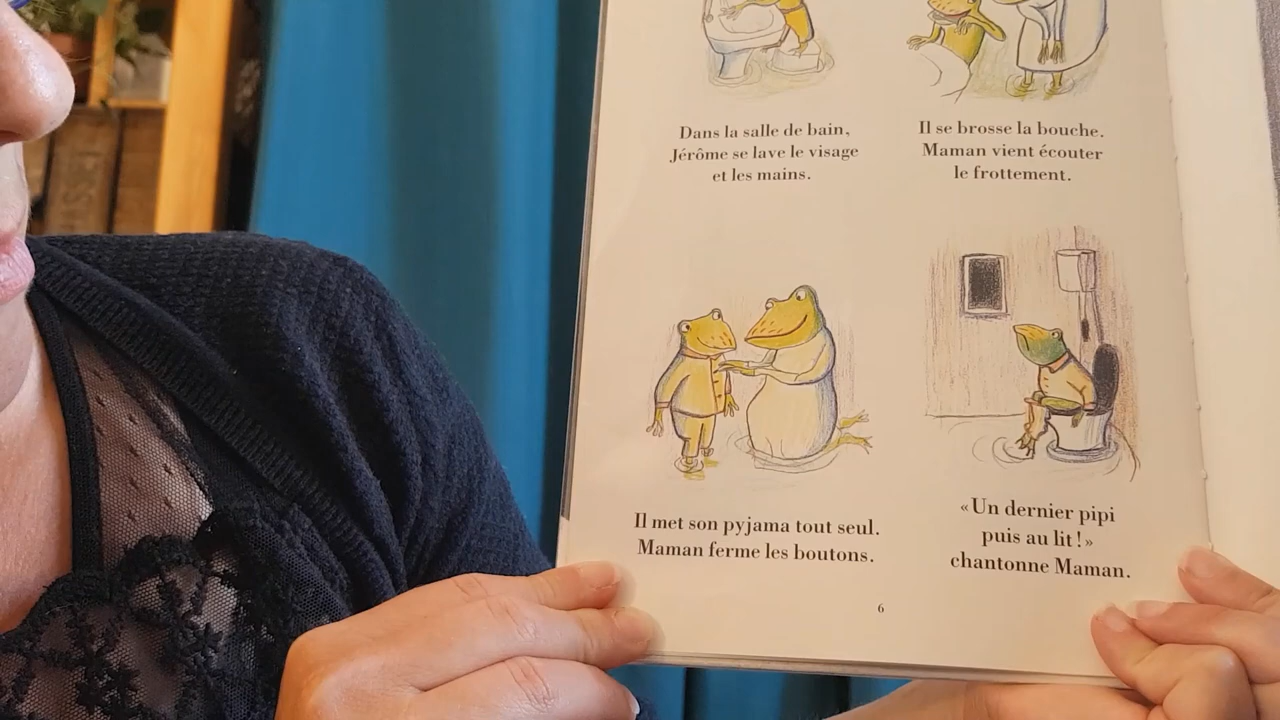 Dans la salle de bain,
Jérôme se lave le visage
et les mains.
Il se brosse la bouche.
Maman vient écouter
le frottement.
Il met son pyjama tout seul.
Maman ferme les boutons.
«Un dernier pipi
puis au lit!»
chantonne Maman.
6